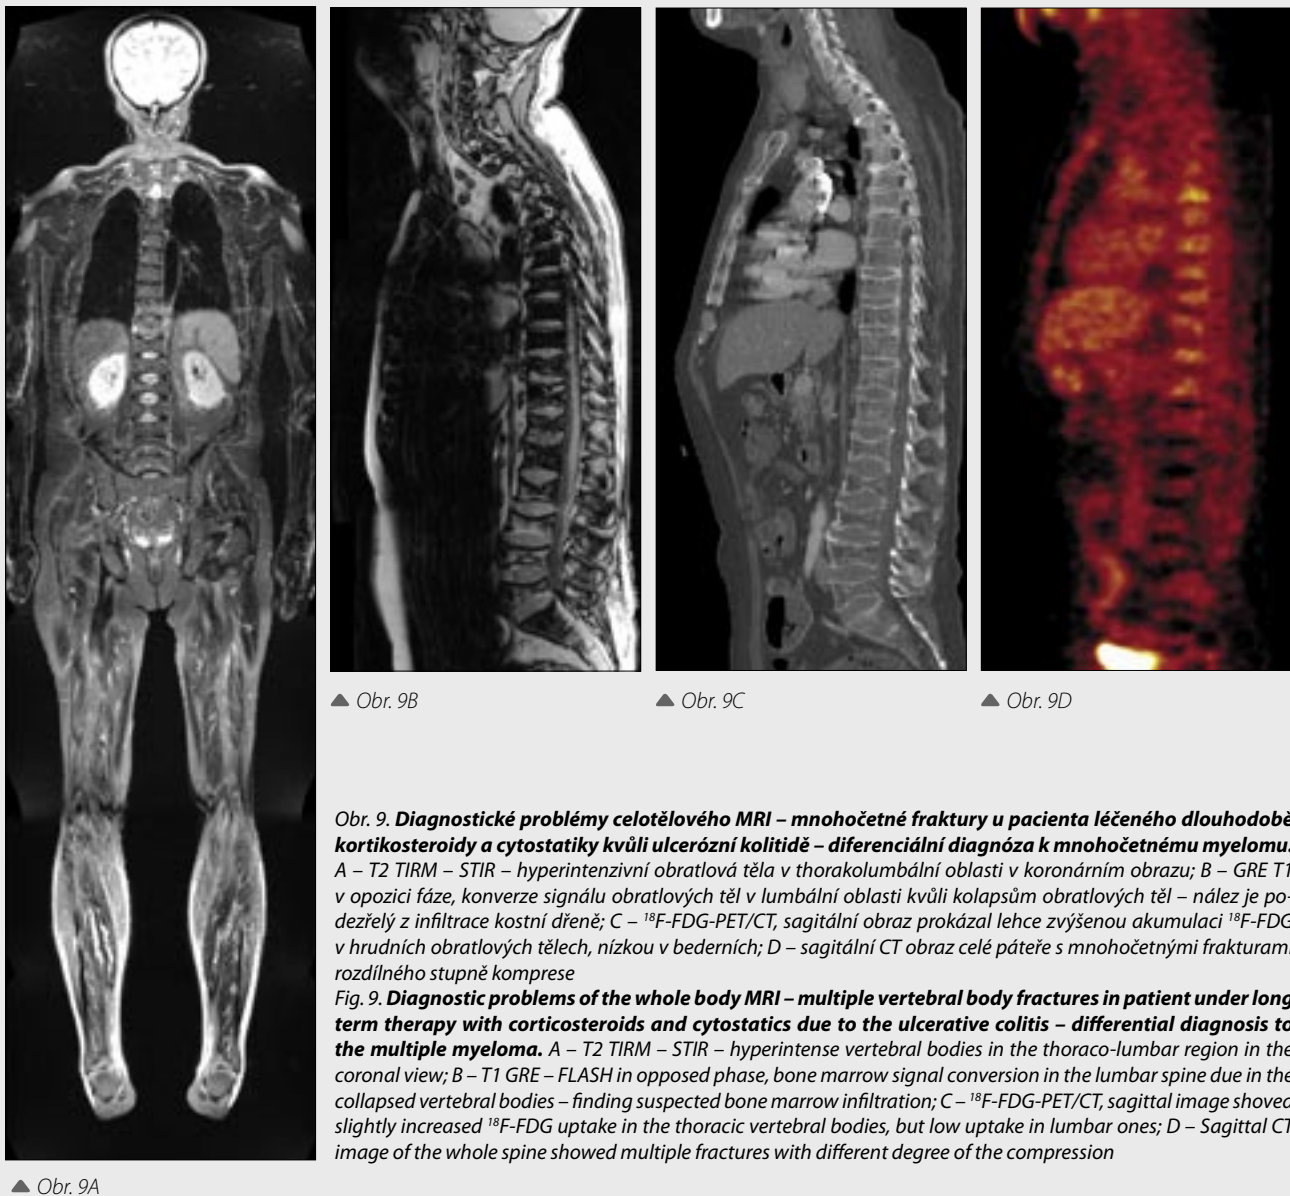 ▲ Obr. 9B
▲ Obr. 9C
▲ Obr. 9D
Obr. 9. Diagnostické problémy celotělového MRI – mnohočetné fraktury u pacienta léčeného dlouhodobě
kortikosteroidy a cytostatiky kvůli ulcerózní kolitidě – diferenciální diagnóza k mnohočetnému myelomu.
A – T2 TIRM – STIR – hyperintenzivní obratlová těla v thorakolumbální oblasti v koronárním obrazu; B – GRE T1
v opozici fáze, konverze signálu obratlových těl v lumbální oblasti kvůli kolapsům obratlových těl – nález je po-
dezřelý z infiltrace kostní dřeně; C – ¹⁸F-FDG-PET/CT, sagitální obraz prokázal lehce zvýšenou akumulaci ¹⁸F-FDG
v hrudních obratlových tělech, nízkou v bederních; D – sagitální CT obraz celé páteře s mnohočetnými frakturami
rozdílného stupně komprese
Fig. 9. Diagnostic problems of the whole body MRI – multiple vertebral body fractures in patient under long
term therapy with corticosteroids and cytostatics due to the ulcerative colitis – differential diagnosis to
the multiple myeloma. A – T2 TIRM – STIR – hyperintense vertebral bodies in the thoraco-lumbar region in the
coronal view; B – T1 GRE – FLASH in opposed phase, bone marrow signal conversion in the lumbar spine due in the
collapsed vertebral bodies – finding suspected bone marrow infiltration; C – ¹⁸F-FDG-PET/CT, sagittal image shoved
slightly increased ¹⁸F-FDG uptake in the thoracic vertebral bodies, but low uptake in lumbar ones; D – Sagittal CT
image of the whole spine showed multiple fractures with different degree of the compression
▲ Obr. 9A